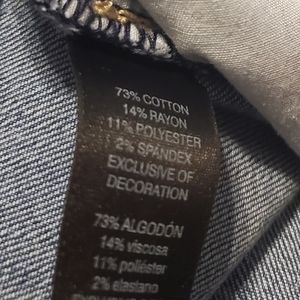 73% COTTON
14% RAYON
11% POLYESTER
2% SPANDEX
EXCLUSIVE OF
DECORATION
73% ALGODÓN
14% viscosa
11% poliéster
2% elastano